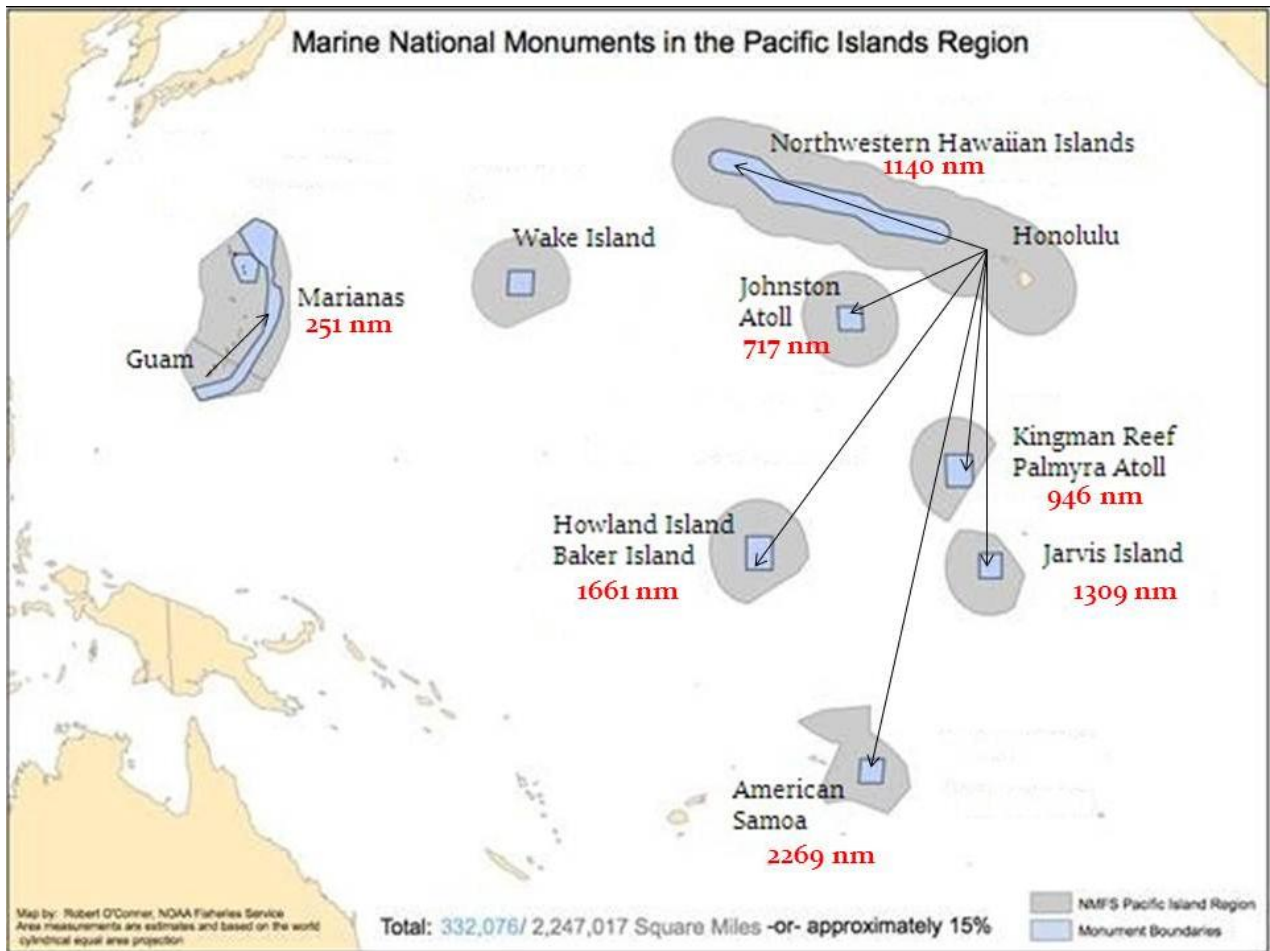 Marine National Monuments in the Pacific Islands Region
Northwestern Hawaiian Islands
1140 nm
Wake Island
Honolulu
Johnston
Atoll
717 nm
Marianas
251 nm
Guam
Kingman Reef
Palmyra Atoll
946 nm
Howland Island
Baker Island
1661 nm
Jarvis Island
1309 nm
American
Samoa
2269 nm
Map by: Robert O'Conner, NOAA Fisheries Service
Area measurements are estimates and based on the world
cylindrical equal area projection
Total: 332,076/ 2,247,017 Square Miles -or- approximately 15%
NMFS Pacific Island Region
Monument Boundaries